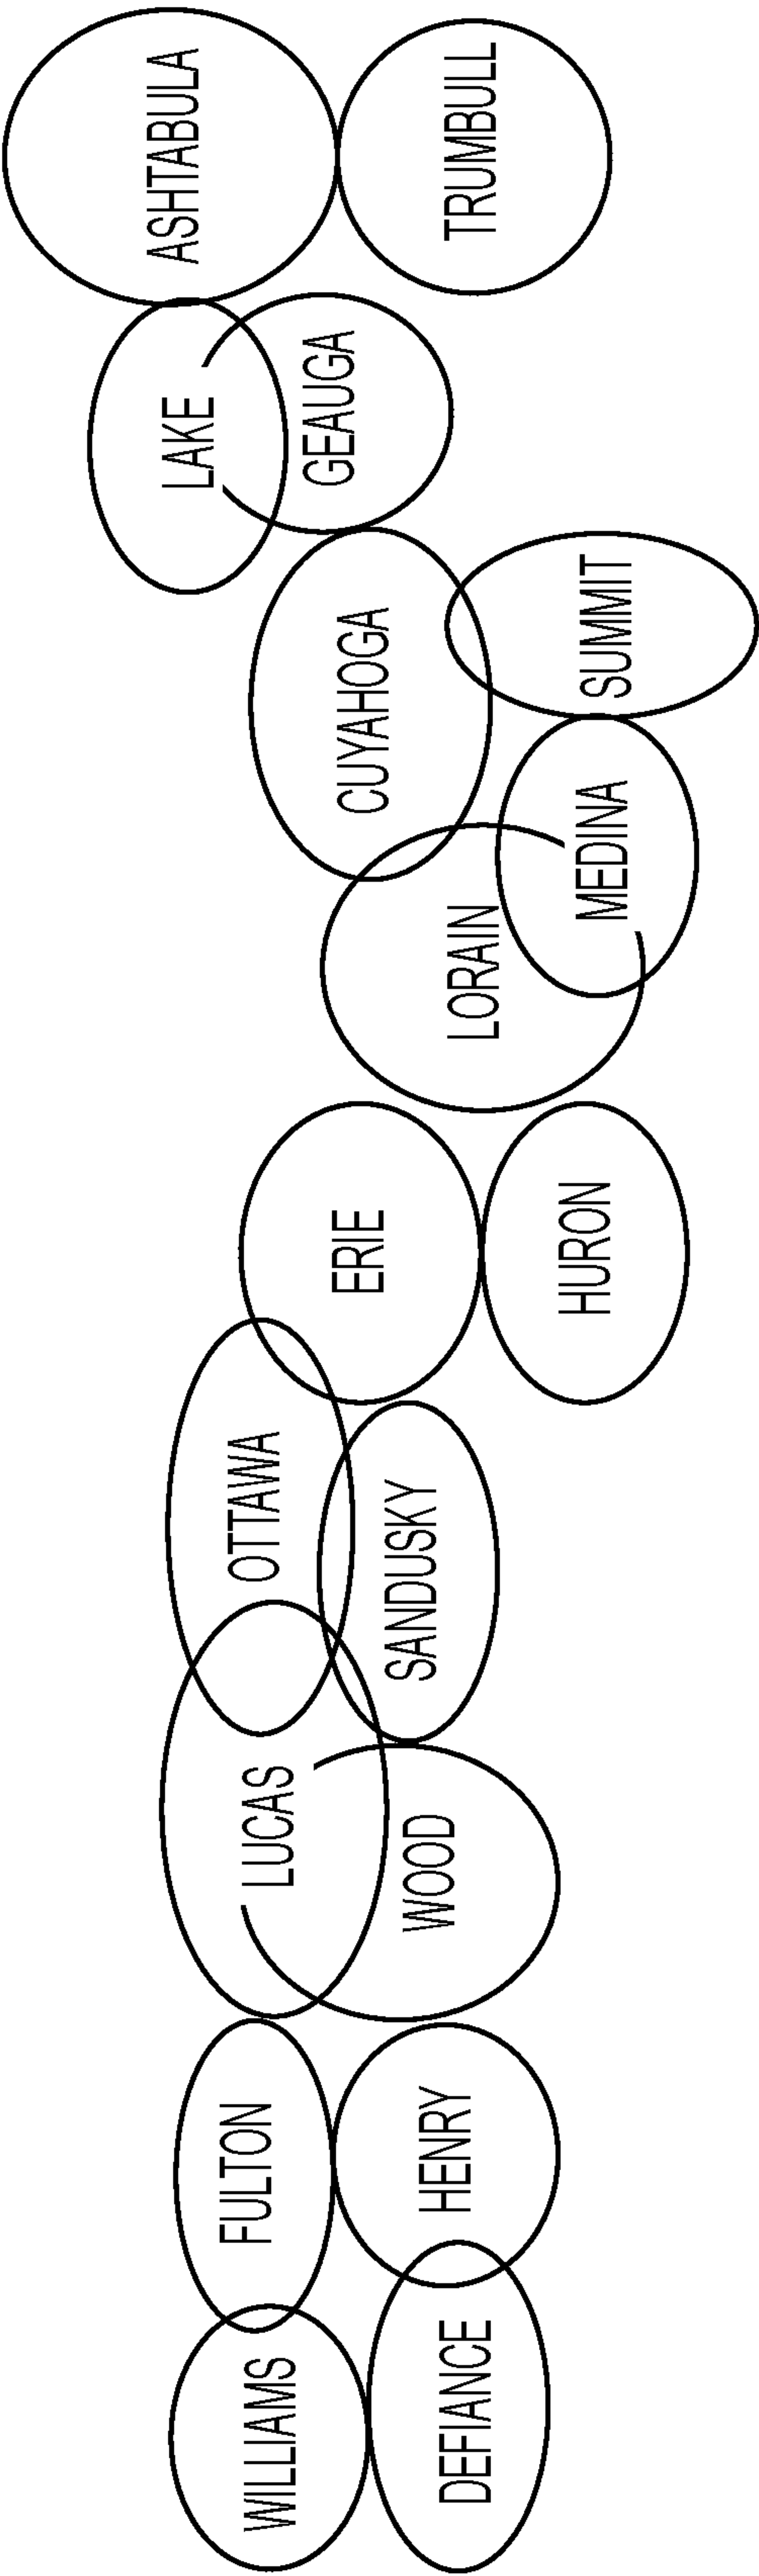 WILLIAMS
FULTON
LUCAS
OTTAWA
ERIE
LORAIN
CUYAHOGA
LAKE
GEAUGA
ASHTABULA
DEFIANCE
HENRY
WOOD
SANDUSKY
HURON
MEDINA
SUMMIT
TRUMBULL